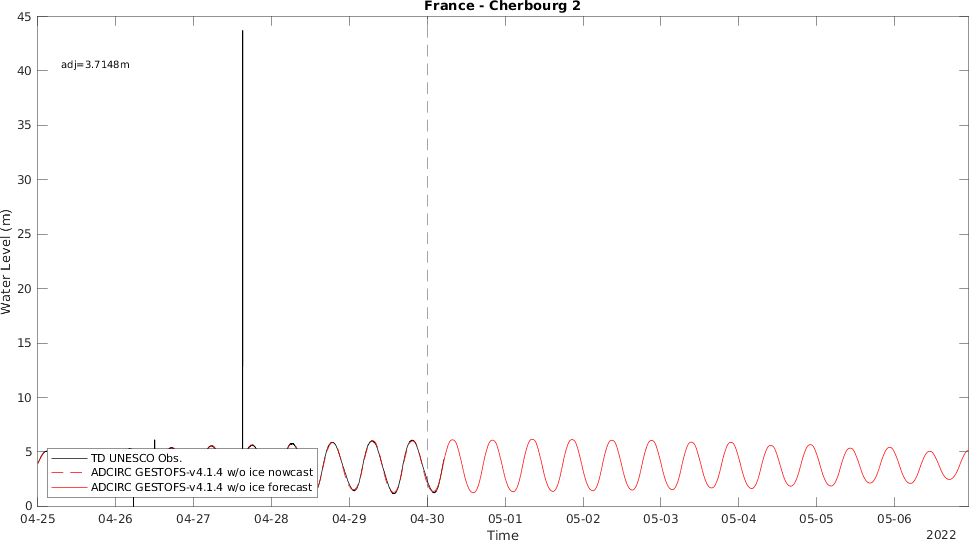 France - Cherbourg 2
45
40
35
30
25
20
15
10
5
0
adj=3.7148m
Water Level (m)
TD UNESCO Obs.
ADCIRC GESTOFS-v4.1.4 w/o ice nowcast
ADCIRC GESTOFS-v4.1.4 w/o ice forecast
04-25 04-26 04-27 04-28 04-29 04-30 05-01 05-02 05-03 05-04 05-05 05-06
Time
2022